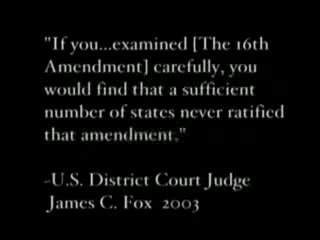 "If you...examined [The 16th
Amendment] carefully, you
would find that a sufficient
number of states never ratified
that amendment."
-U.S. District Court Judge
James C. Fox 2003